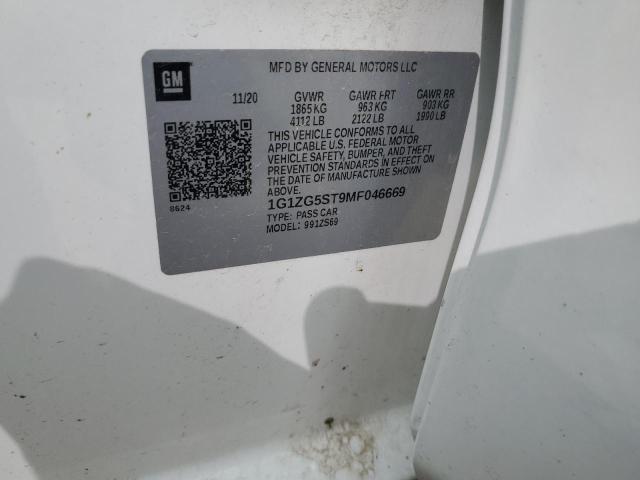 GM
MFD BY GENERAL MOTORS LLC
11/20 GVWR GAWR FRT GAWR RR
1865 KG 963 KG 903 KG
4112 LB 2122 LB 1990 LB
THIS VEHICLE CONFORMS TO ALL
APPLICABLE U.S. FEDERAL MOTOR
VEHICLE SAFETY, BUMPER, AND THEFT
PREVENTION STANDARDS IN EFFECT ON
THE DATE OF MANUFACTURE SHOWN
ABOVE.
1G1ZG5ST9MF046669
8624
TYPE: PASS CAR
MODEL: 991ZS69